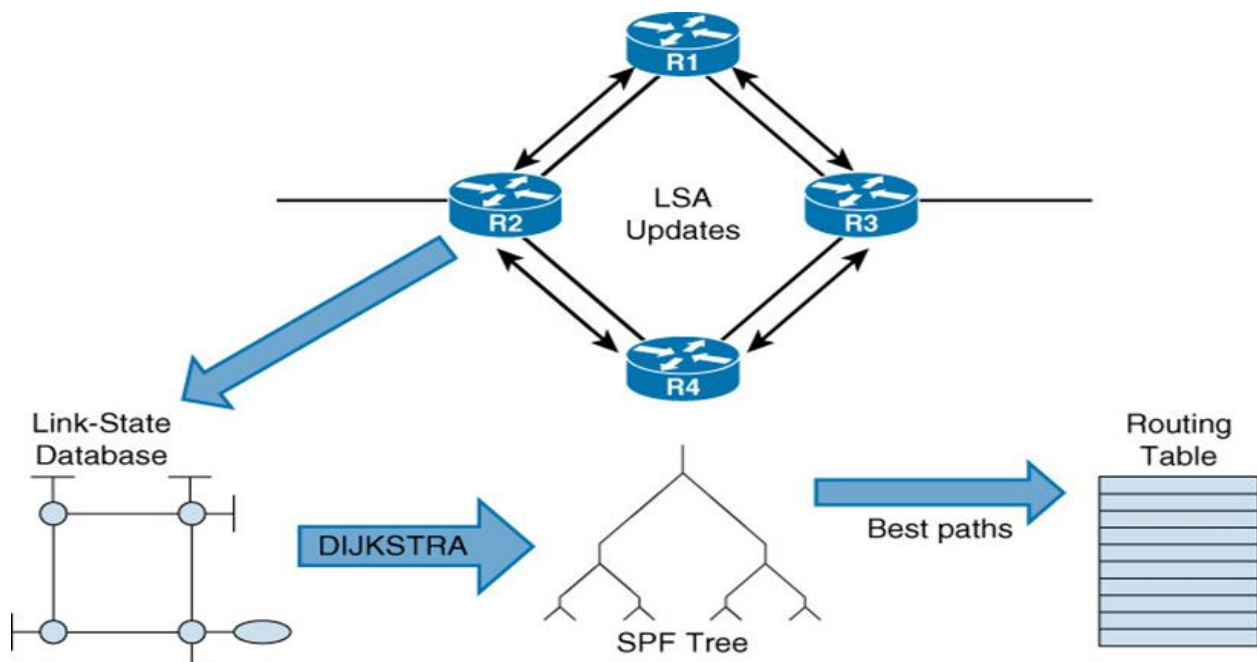 R1
R2
LSA
Updates
R3
R4
Link-State
Database
DIJKSTRA
SPF Tree
Best paths
Routing
Table